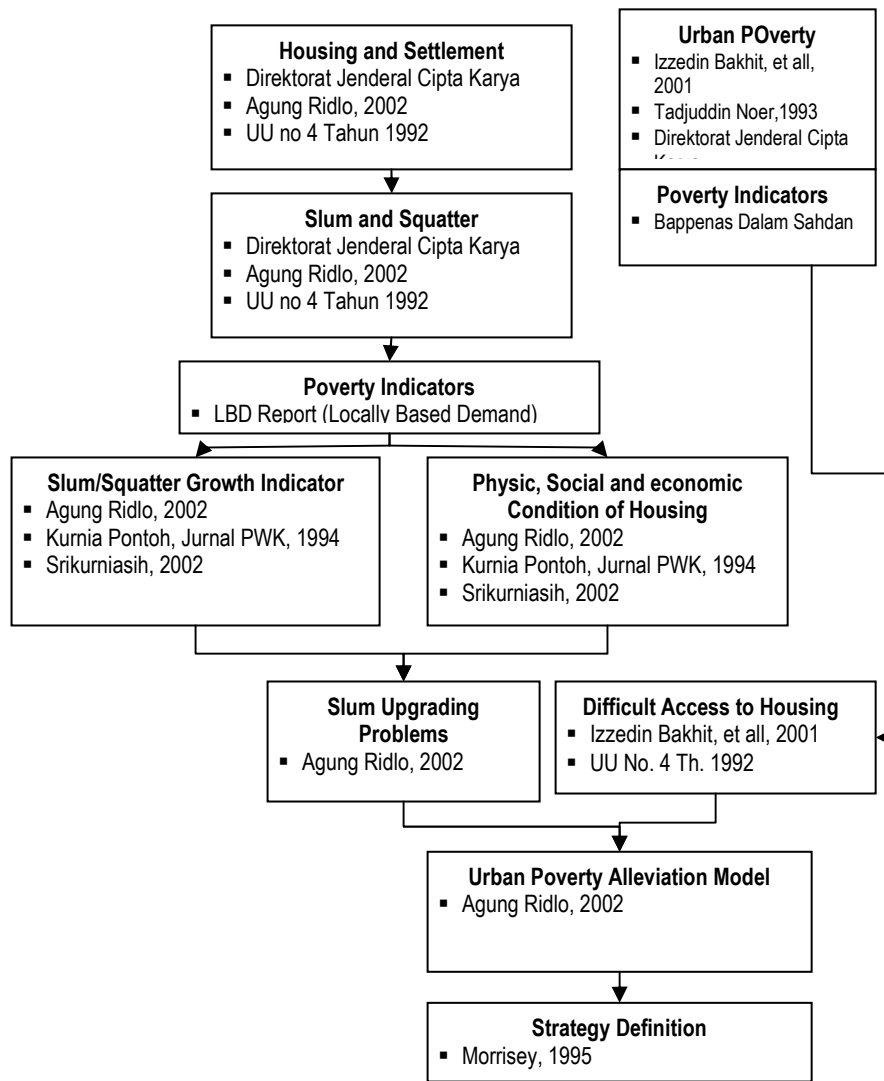 Housing and Settlement
▪ Direktorat Jenderal Cipta Karya
▪ Agung Ridlo, 2002
▪ UU no 4 Tahun 1992
Urban POverty
▪ Izzedin Bakhit, et all,
2001
▪ Tadjuddin Noer,1993
▪ Direktorat Jenderal Cipta
Poverty Indicators
▪ Bappenas Dalam Sahdan
Slum and Squatter
▪ Direktorat Jenderal Cipta Karya
▪ Agung Ridlo, 2002
▪ UU no 4 Tahun 1992
Poverty Indicators
▪ LBD Report (Locally Based Demand)
Slum/Squatter Growth Indicator
▪ Agung Ridlo, 2002
▪ Kurnia Pontoh, Jurnal PWK, 1994
▪ Srikurniasih, 2002
Physic, Social and economic
Condition of Housing
▪ Agung Ridlo, 2002
▪ Kurnia Pontoh, Jurnal PWK, 1994
▪ Srikurniasih, 2002
Slum Upgrading
Problems
▪ Agung Ridlo, 2002
Difficult Access to Housing
▪ Izzedin Bakhit, et all, 2001
▪ UU No. 4 Th. 1992
Urban Poverty Alleviation Model
▪ Agung Ridlo, 2002
Strategy Definition
▪ Morrisey, 1995